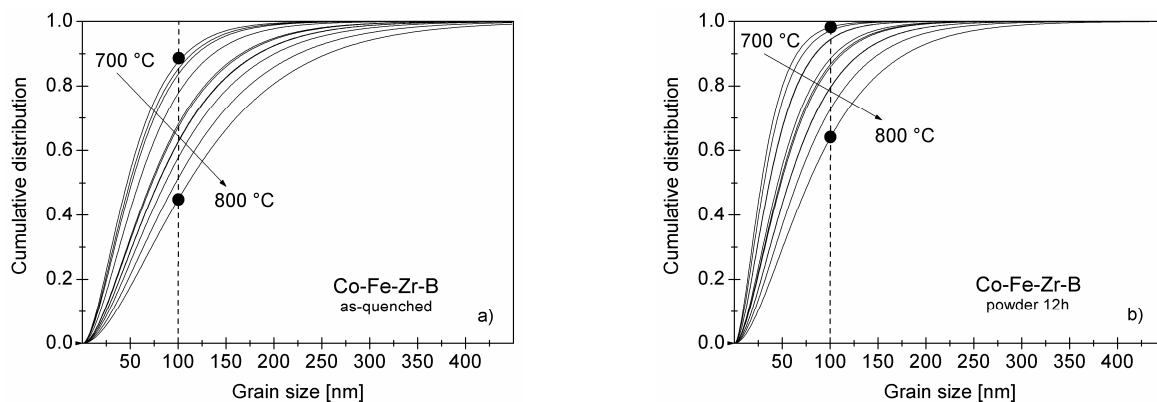 1.0
0.8
0.6
0.4
0.2
0.0
Cumulative distribution
700 °C
800 °C
Co-Fe-Zr-B
as-quenched
a)
50 100 150 200 250 300 350 400
Grain size [nm]
1.0
0.8
0.6
0.4
0.2
0.0
Cumulative distribution
700 °C
800 °C
Co-Fe-Zr-B
powder 12h
b)
50 100 150 200 250 300 350 400
Grain size [nm]